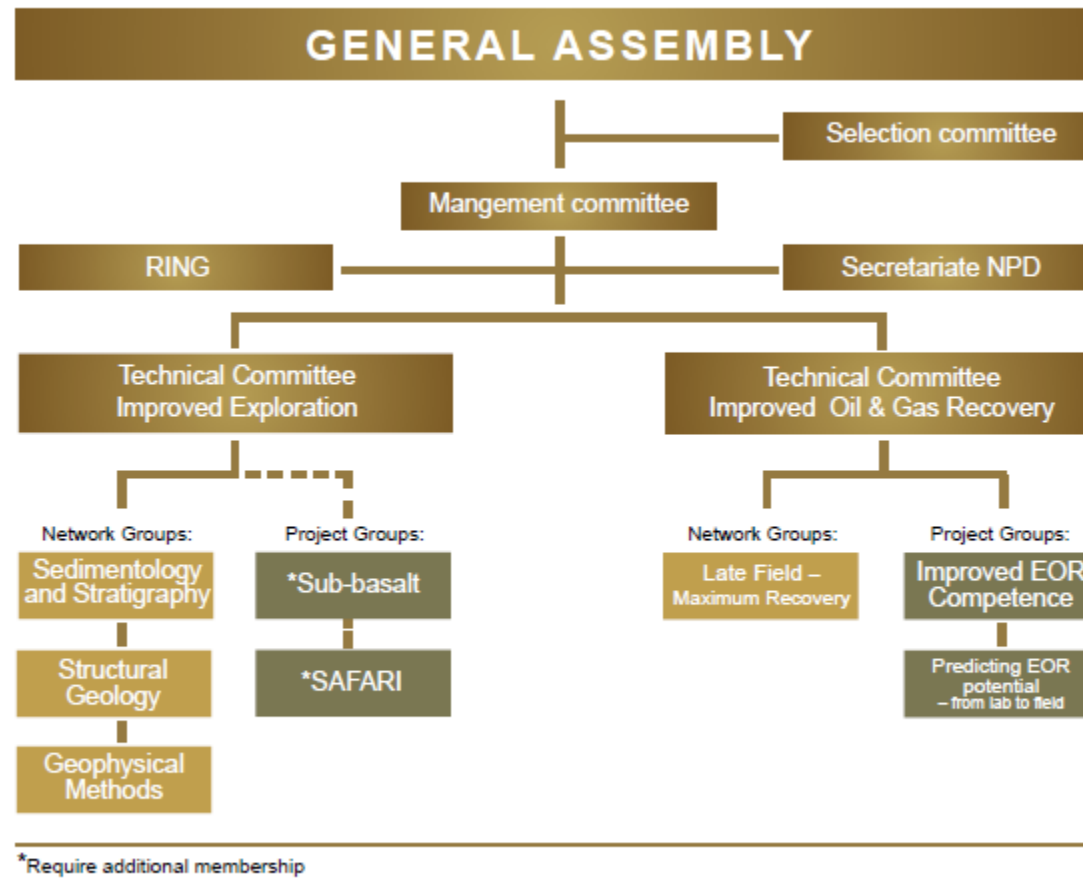 GENERAL ASSEMBLY
Selection committee
Mangement committee
RING
Secretariate NPD
Technical Committee
Improved Exploration
Technical Committee
Improved Oil & Gas Recovery
Network Groups:
Project Groups:
Network Groups:
Project Groups:
Sedimentology
and Stratigraphy
*Sub-basalt
Late Field –
Maximum Recovery
Improved EOR
Competence
Structural
Geology
*SAFARI
Predicting EOR
potential
– from lab to field
Geophysical
Methods
*Require additional membership